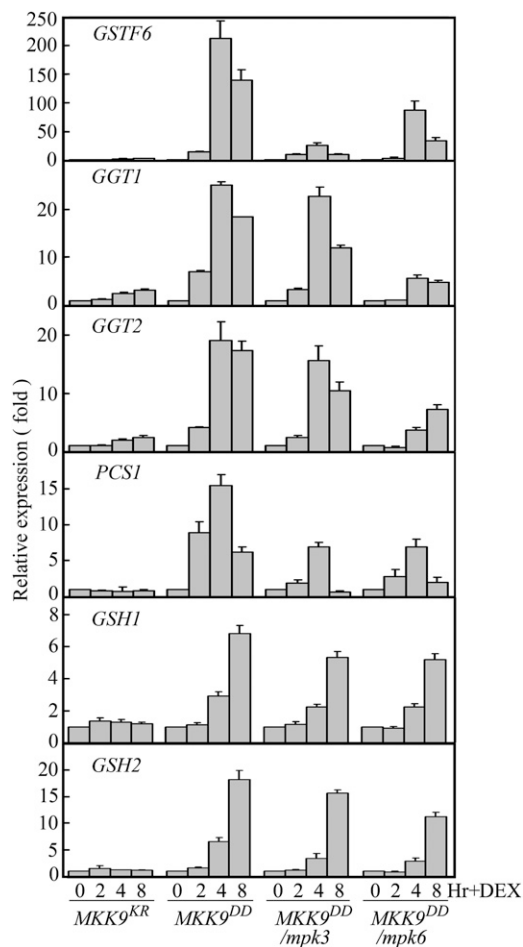 GSTF6
250
200
150
100
50
0
GGT1
20
10
0
GGT2
20
10
0
PCS1
15
10
5
0
GSH1
8
6
4
2
0
GSH2
20
15
10
5
0
Relative expression ( fold )
0 2 4 8 0 2 4 8 0 2 4 8 0 2 4 8 Hr+DEX
MKK9KR MKK9DD MKK9DD MKK9DD
/mpk3 /mpk6